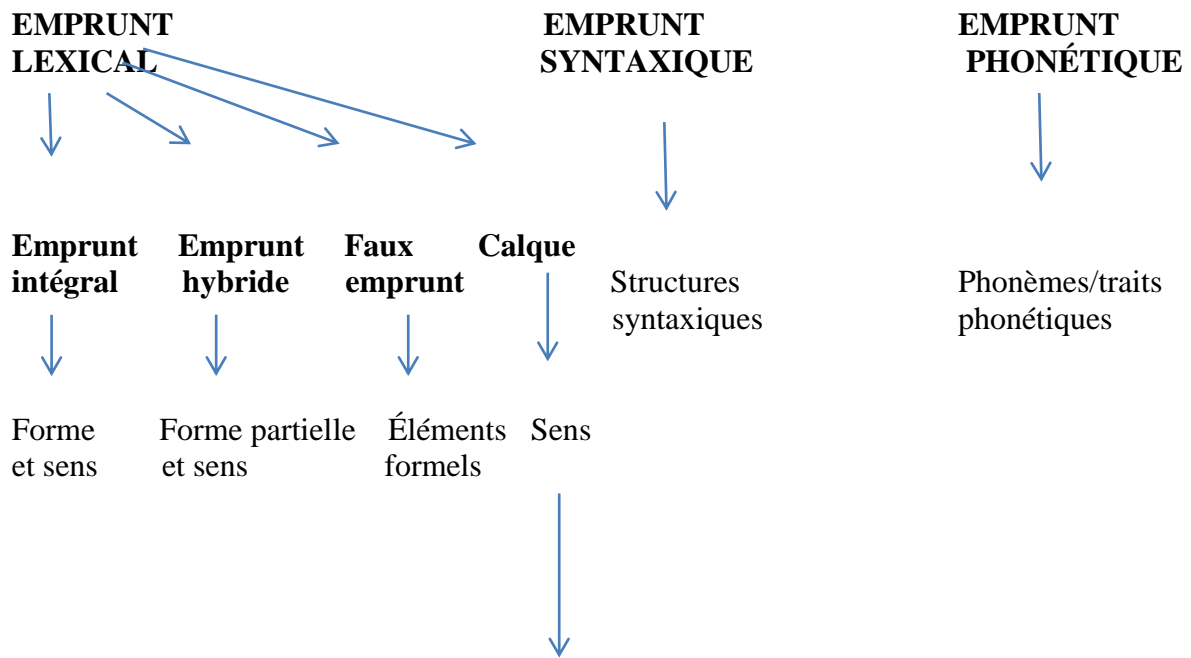 EMPRUNT EMPRUNT EMPRUNT
LEXICAL SYNTAXIQUE PHONÉTIQUE
Emprunt Emprunt Faux Calque
intégral hybride emprunt Structures Phonèmes/traits
syntaxiques phonétiques
Forme Forme partielle Éléments Sens
et sens et sens formels